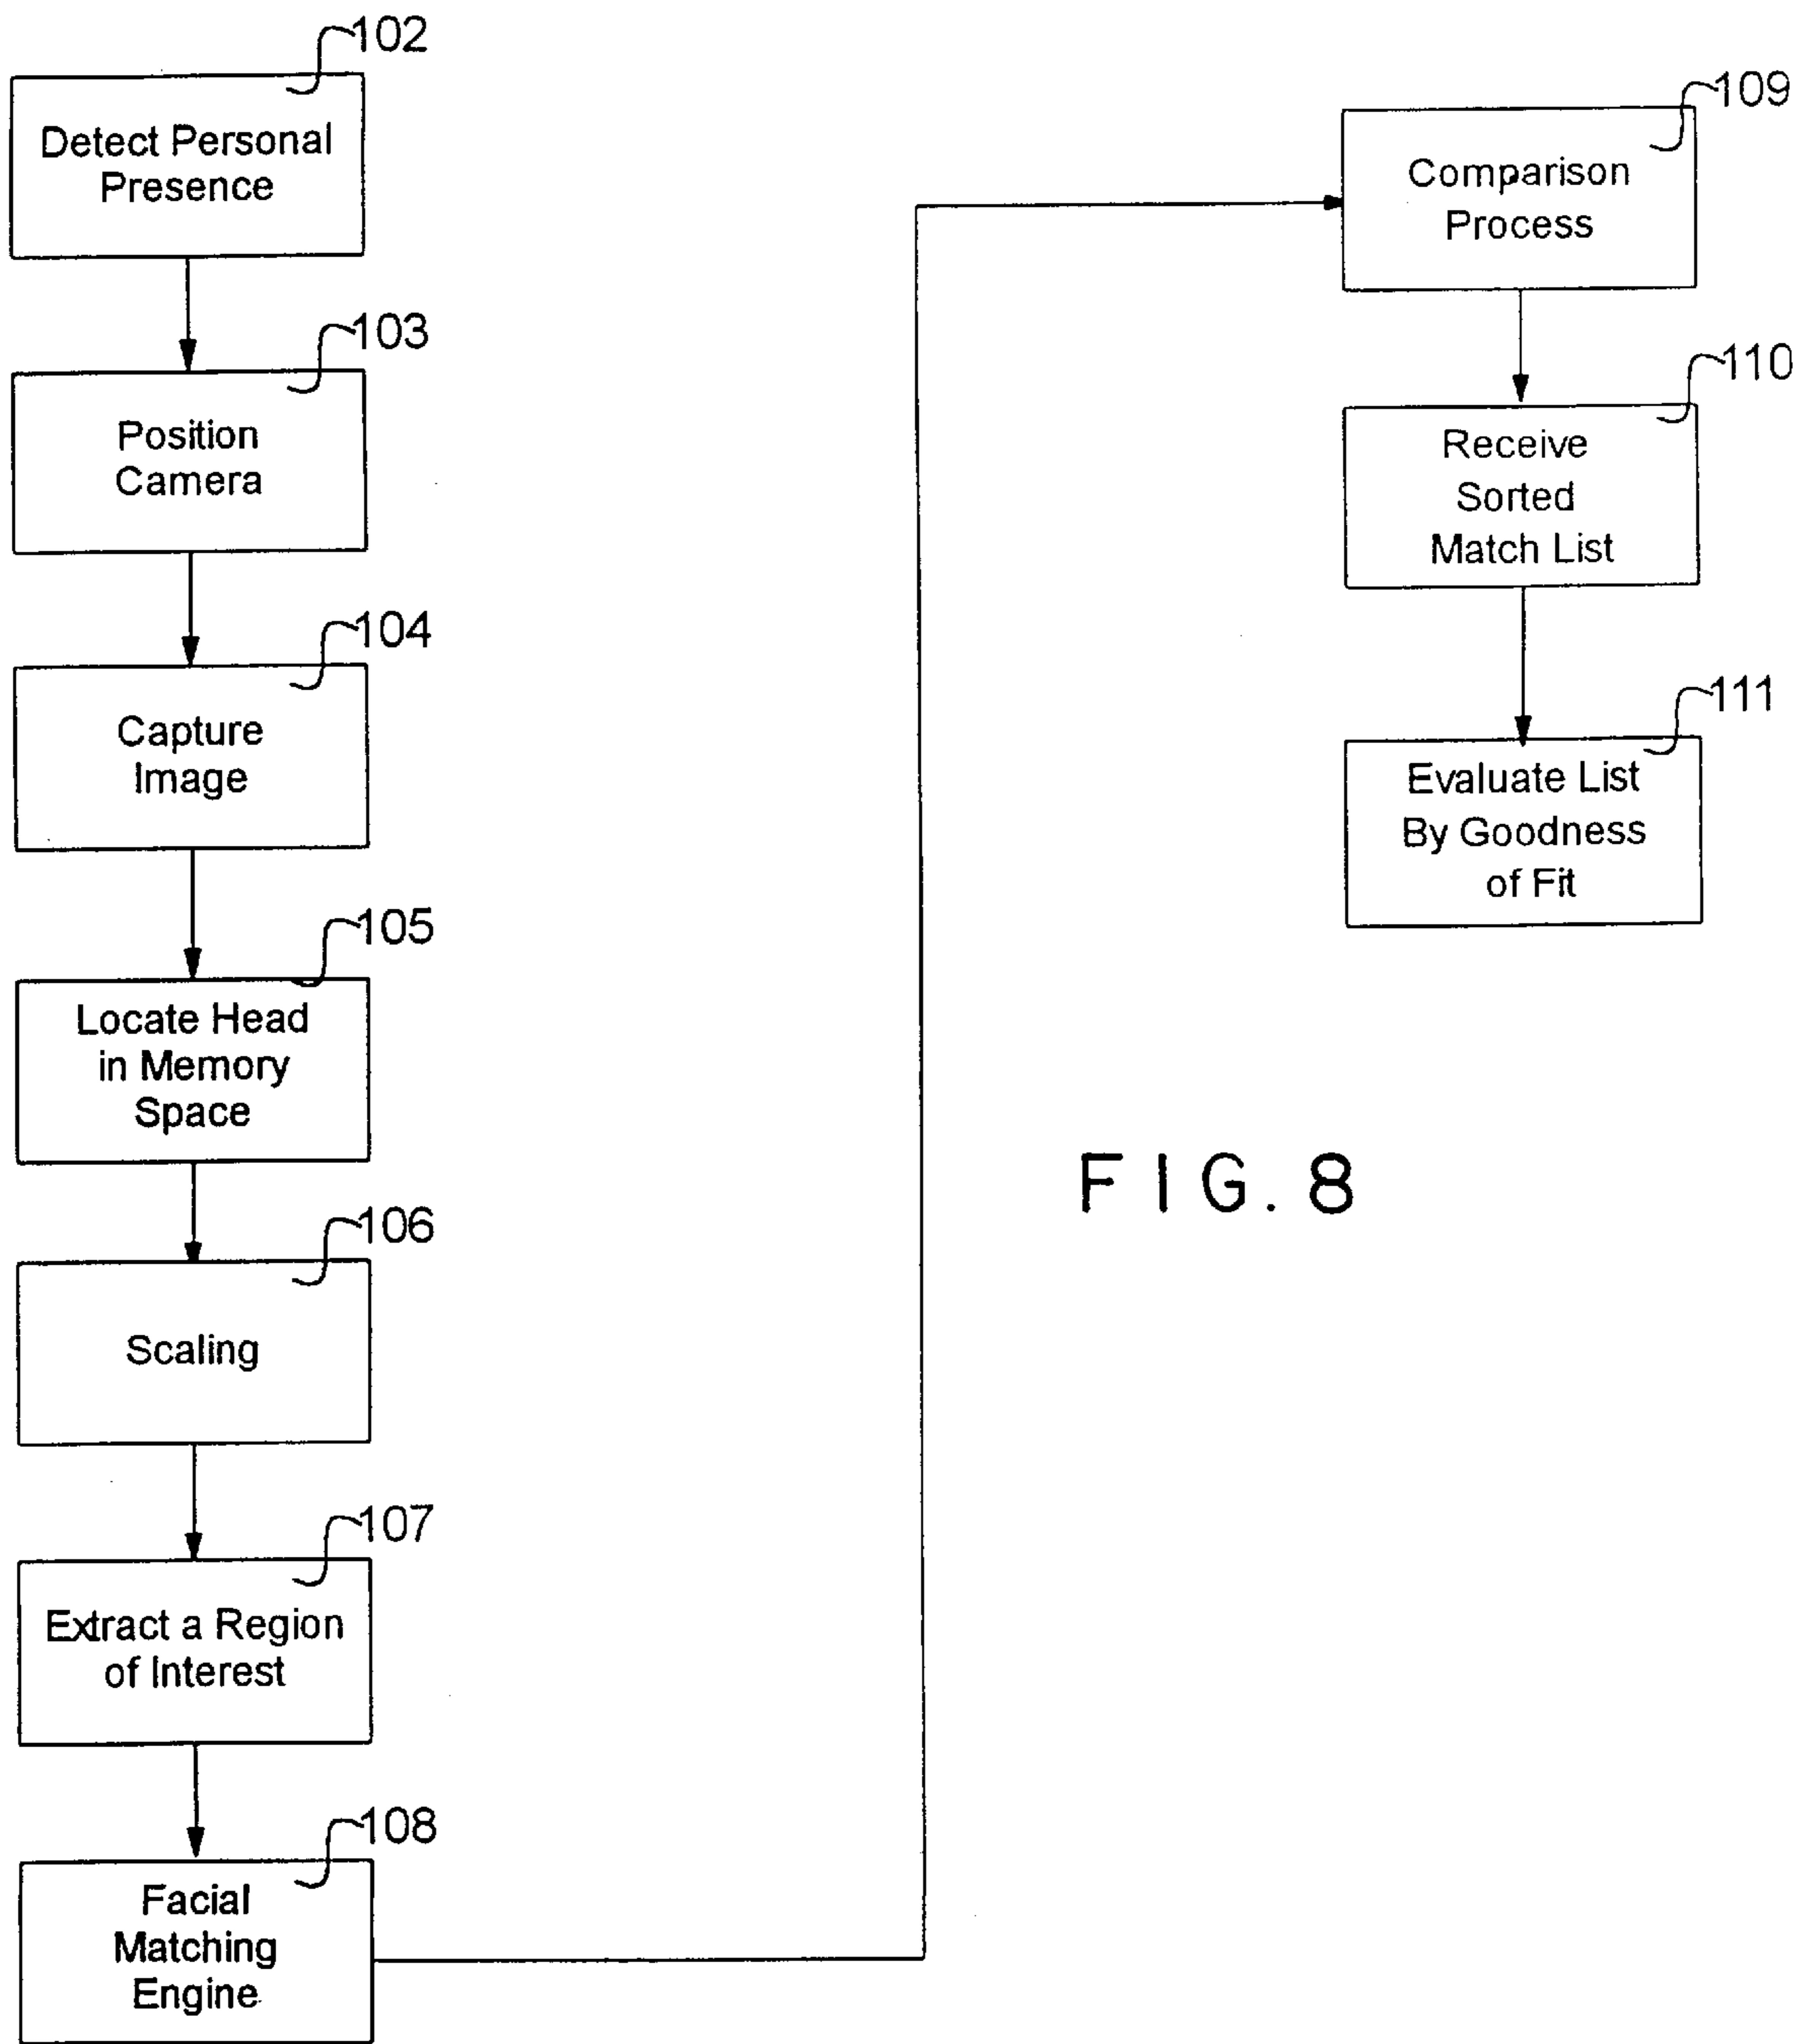 102
Detect Personal
Presence
103
Position
Camera
104
Capture
Image
105
Locate Head
in Memory
Space
106
Scaling
107
Extract a Region
of Interest
108
Facial
Matching
Engine
109
Comparison
Process
110
Receive
Sorted
Match List
111
Evaluate List
By Goodness
of Fit
FIG. 8